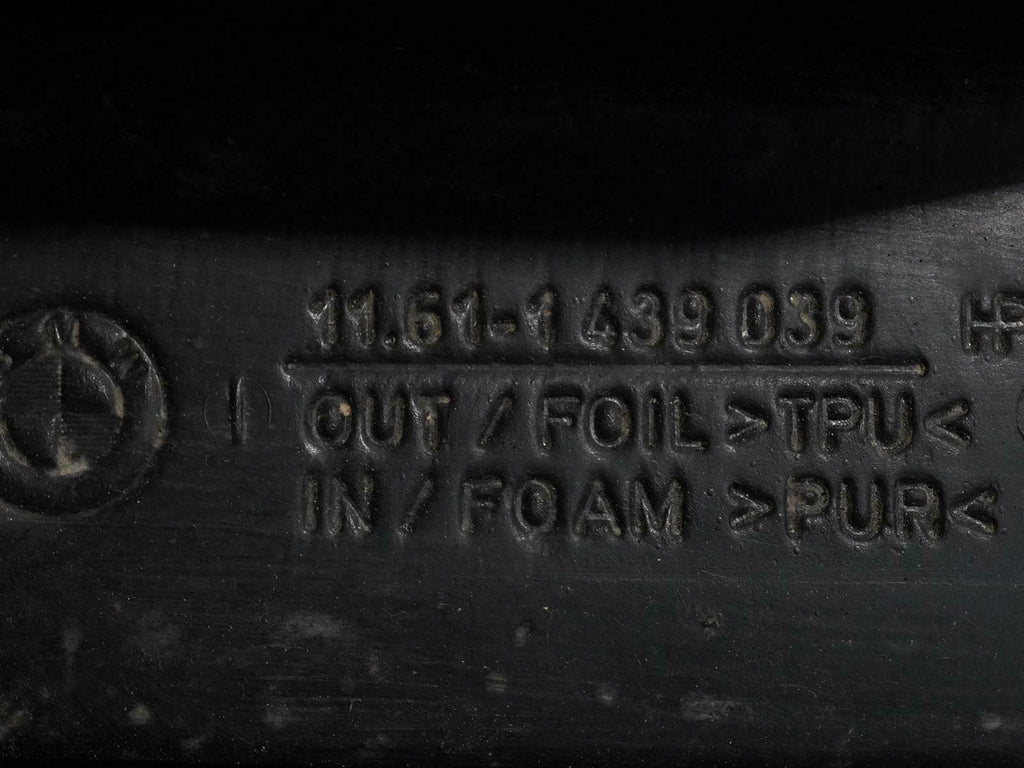 11.61-1 439 039
OUT / FOIL >TPU<
IN / FOAM >PUR<